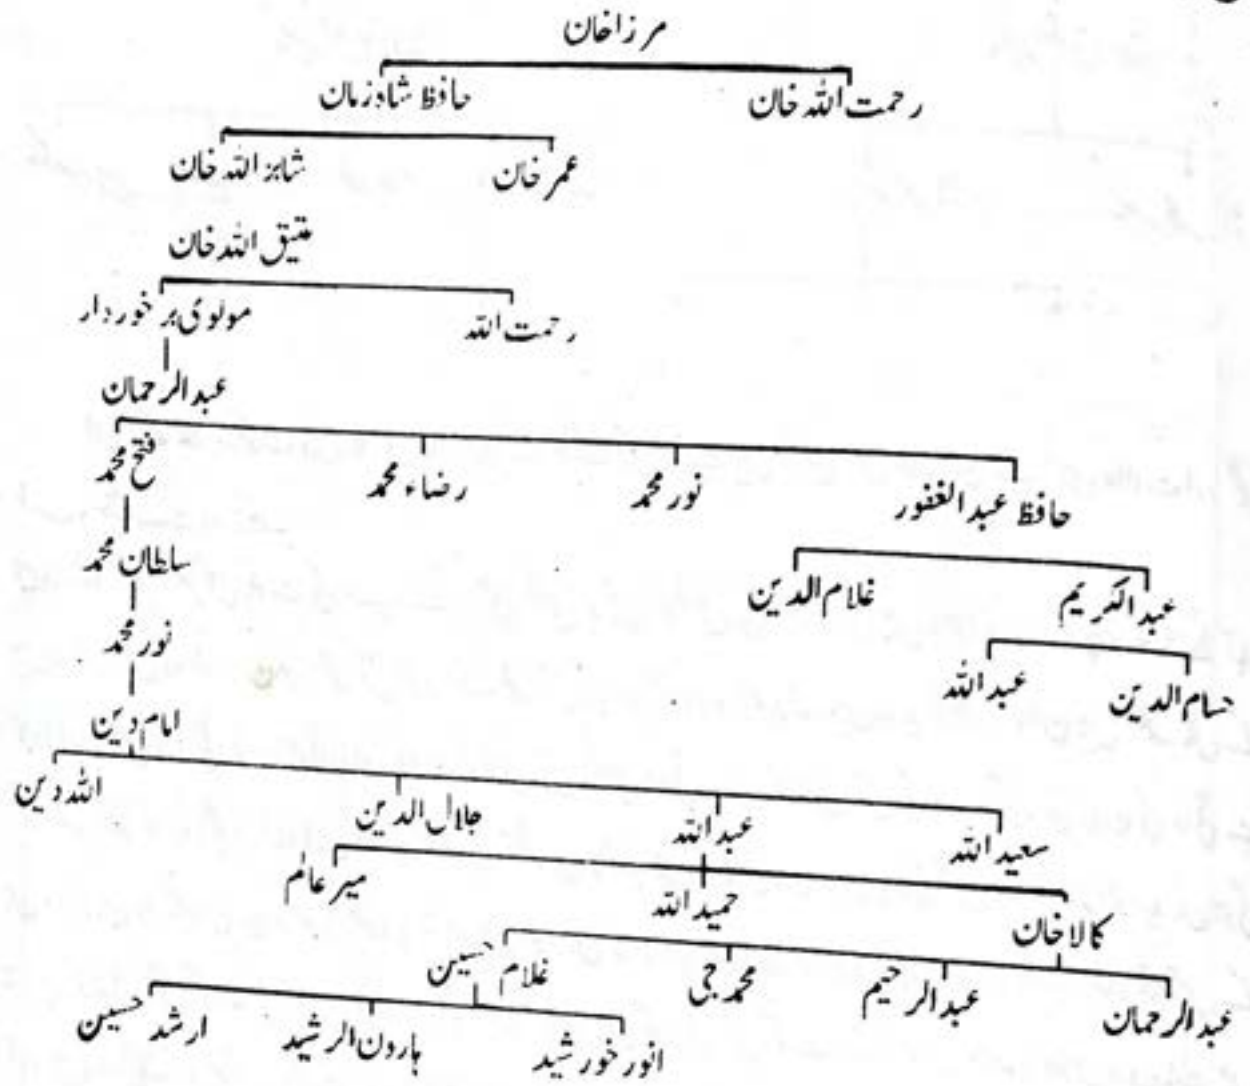 مرزاخان
رحمت اللہ خان حافظ شاہ زمان
عمر خان شابز اللہ خان
عتیق اللہ خان
رحمت اللہ مولوی برخوردار
عبدالرحمان
حافظ عبدالغفور نور محمد رضاء محمد فتح محمد
عبدالکریم غلام الدین سلطان محمد
حسام الدین عبداللہ نور محمد
امام دین
سعید اللہ عبداللہ جلال الدین اللہ دین
کالاخان حمید اللہ میر عالم
عبدالرحمان عبدالرحیم محمد جی غلام حسین
انور خورشید ہارون الرشید ارشد حسین